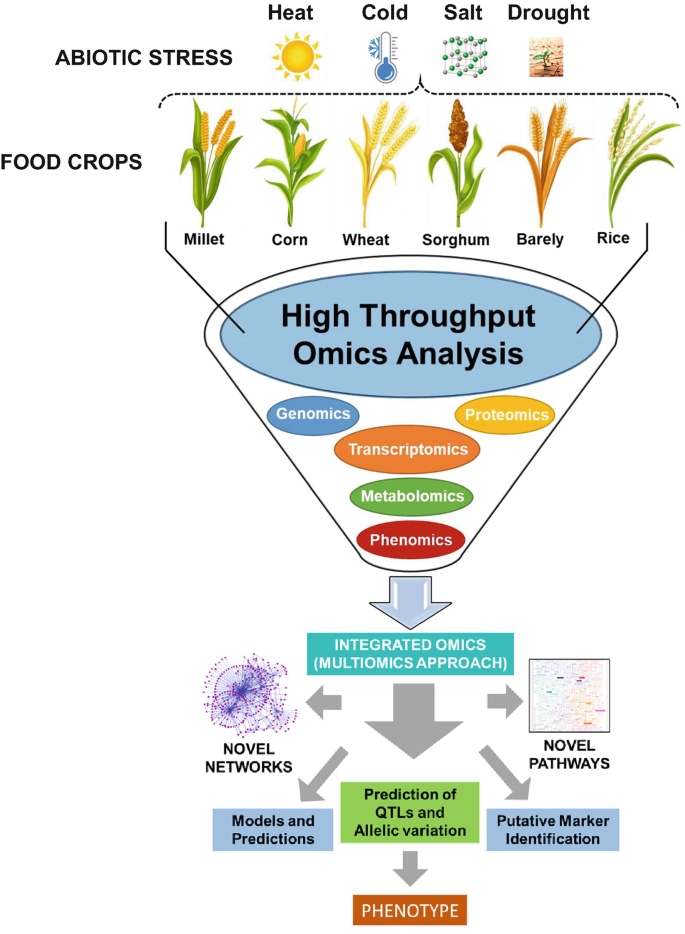 Heat Cold Salt Drought
ABIOTIC STRESS
FOOD CROPS
Millet Corn Wheat Sorghum Barely Rice
High Throughput
Omics Analysis
Genomics Proteomics
Transcriptomics
Metabolomics
Phenomics
INTEGRATED OMICS
(MULTIOMICS APPROACH)
NOVEL
NETWORKS
NOVEL
PATHWAYS
Models and
Predictions
Prediction of
QTLs and
Allelic variation
Putative Marker
Identification
PHENOTYPE